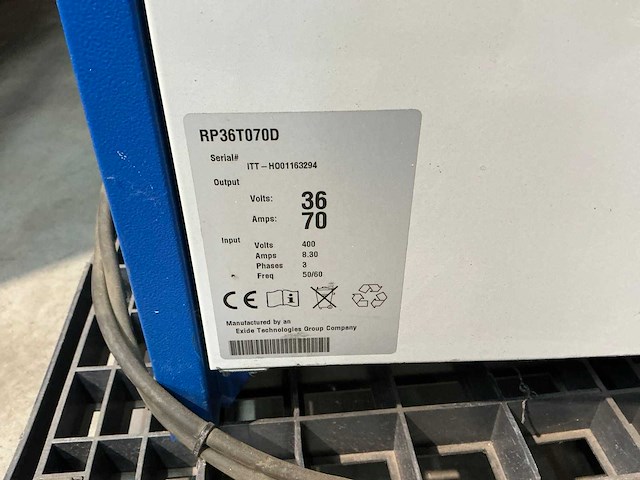 RP36T070D
Serial# ITT-HO01163294
Output
Volts: 36
Amps: 70
Input
Volts 400
Amps 8.30
Phases 3
Freq 50/60
CE
Manufactured by an
Exide Technologies Group Company